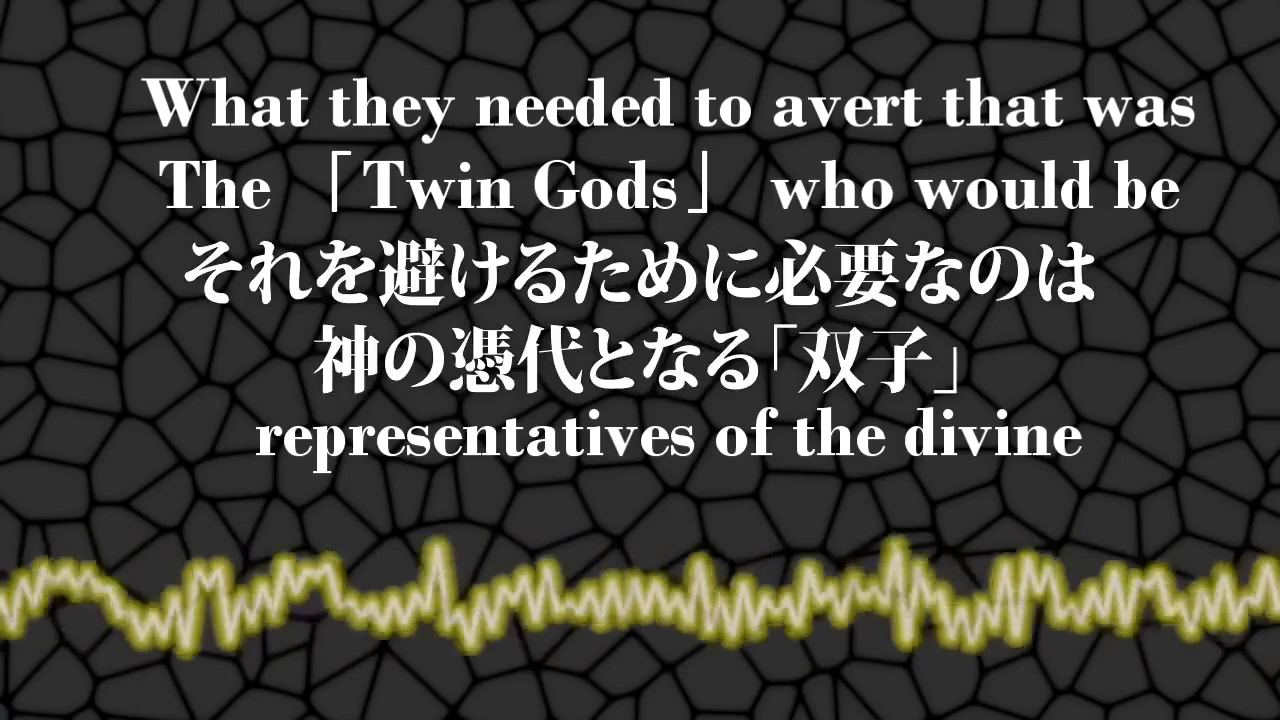 What they needed to avert that was
The 「Twin Gods」 who would be
それを避けるために必要なのは
神の憑代となる「双子」
representatives of the divine